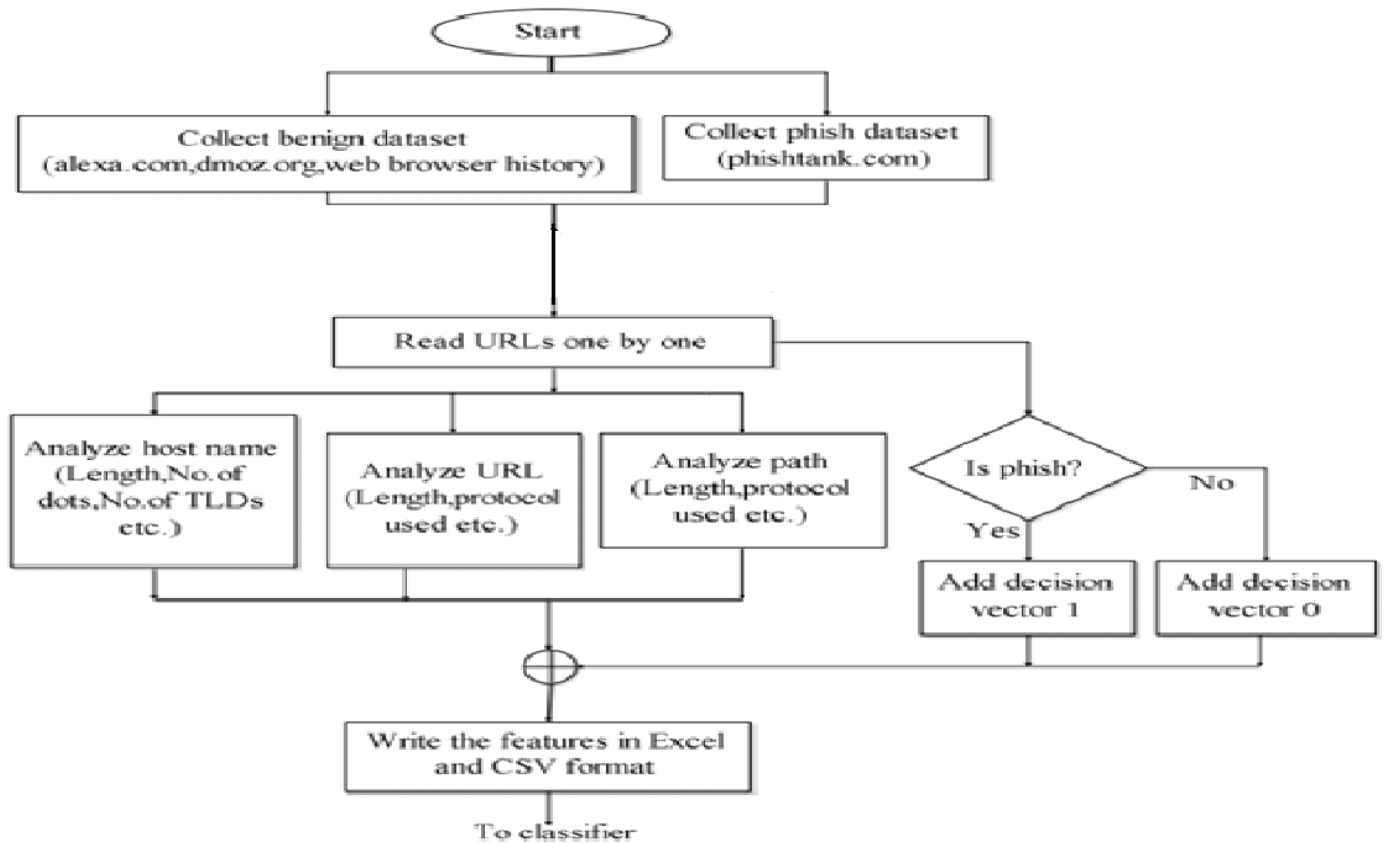 Start
Collect benign dataset
(alexa.com,dmoz.org,web browser history)
Collect phish dataset
(phishtank.com)
Read URLs one by one
Analyze host name
(Length,No.of
dots,No.of TLDs
etc.)
Analyze URL
(Length,protocol
used etc.)
Analyze path
(Length,protocol
used etc.)
Is phish?
No
Yes
Add decision
vector 1
Add decision
vector 0
Write the features in Excel
and CSV format
To classifier